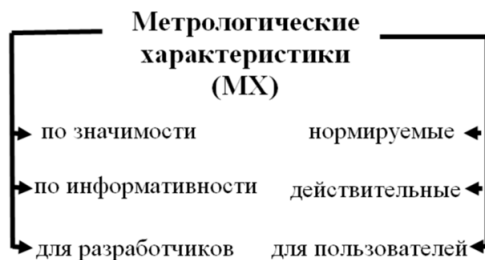 Метрологические
характеристики
(МХ)
по значимости
нормируемые
по информативности
действительные
для разработчиков
для пользователей